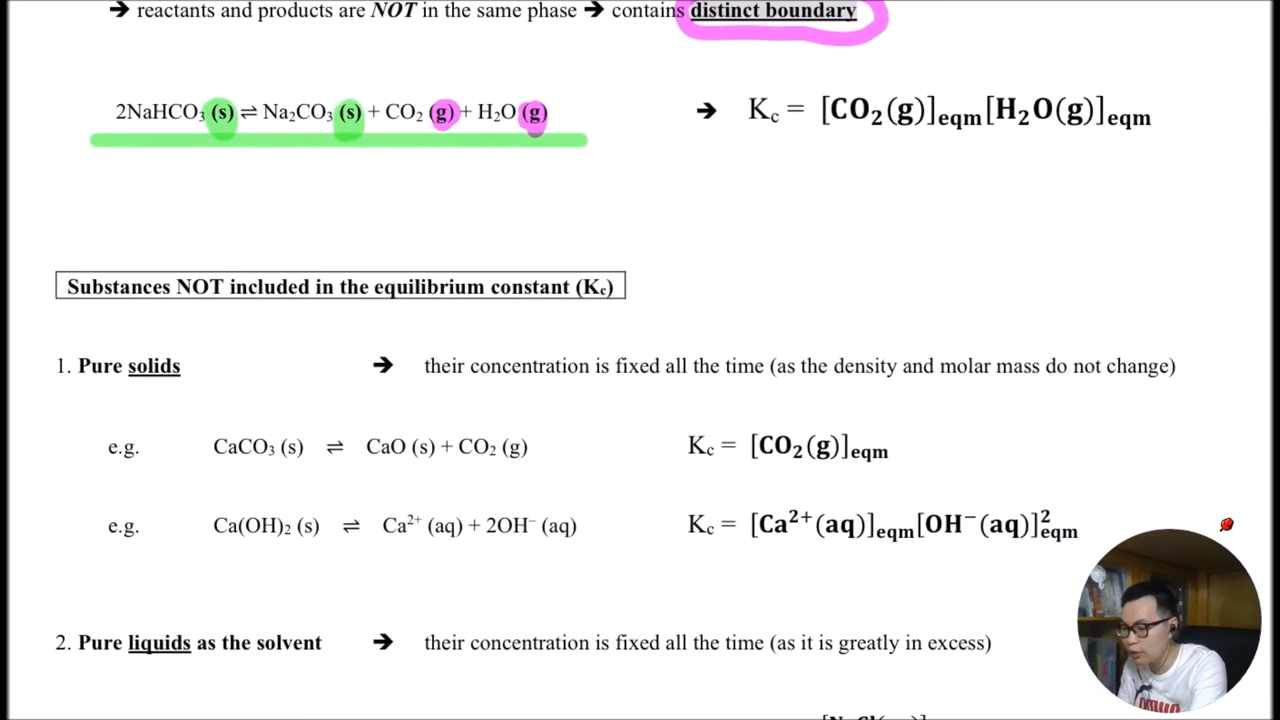 ➔ reactants and products are NOT in the same phase ➔ contains distinct boundary
2NaHCO₃ (s) ⇌ Na₂CO₃ (s) + CO₂ (g) + H₂O (g) ➔ K꜀ = [CO₂(g)]eqm[H₂O(g)]eqm
Substances NOT included in the equilibrium constant (K꜀)
1. Pure solids ➔ their concentration is fixed all the time (as the density and molar mass do not change)
e.g. CaCO₃ (s) ⇌ CaO (s) + CO₂ (g) K꜀ = [CO₂(g)]eqm
e.g. Ca(OH)₂ (s) ⇌ Ca²⁺ (aq) + 2OH⁻ (aq) K꜀ = [Ca²⁺(aq)]eqm[OH⁻(aq)]²eqm
2. Pure liquids as the solvent ➔ their concentration is fixed all the time (as it is greatly in excess)